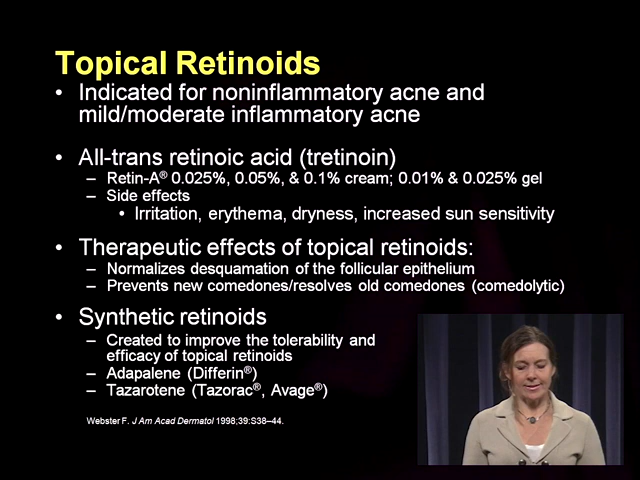 Topical Retinoids
• Indicated for noninflammatory acne and
mild/moderate inflammatory acne
• All-trans retinoic acid (tretinoin)
– Retin-A® 0.025%, 0.05%, & 0.1% cream; 0.01% & 0.025% gel
– Side effects
• Irritation, erythema, dryness, increased sun sensitivity
• Therapeutic effects of topical retinoids:
– Normalizes desquamation of the follicular epithelium
– Prevents new comedones/resolves old comedones (comedolytic)
• Synthetic retinoids
– Created to improve the tolerability and
efficacy of topical retinoids
– Adapalene (Differin®)
– Tazarotene (Tazorac®, Avage®)
Webster F. J Am Acad Dermatol 1998;39:S38–44.